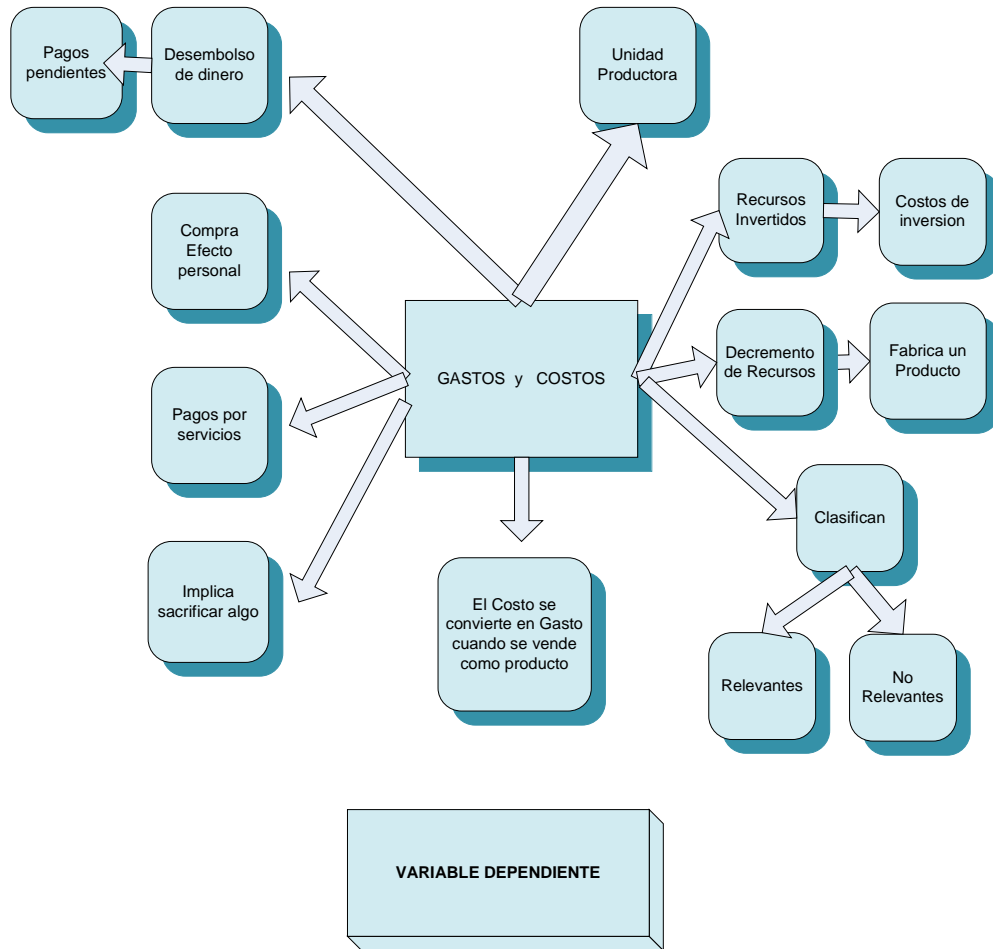 Pagos
pendientes
Desembolso
de dinero
Unidad
Productora
Recursos
Invertidos
Costos de
inversion
Compra
Efecto
personal
GASTOS y COSTOS
Decremento
de Recursos
Fabrica un
Producto
Pagos por
servicios
Clasifican
Implica
sacrificar algo
El Costo se
convierte en Gasto
cuando se vende
como producto
Relevantes
No
Relevantes
VARIABLE DEPENDIENTE